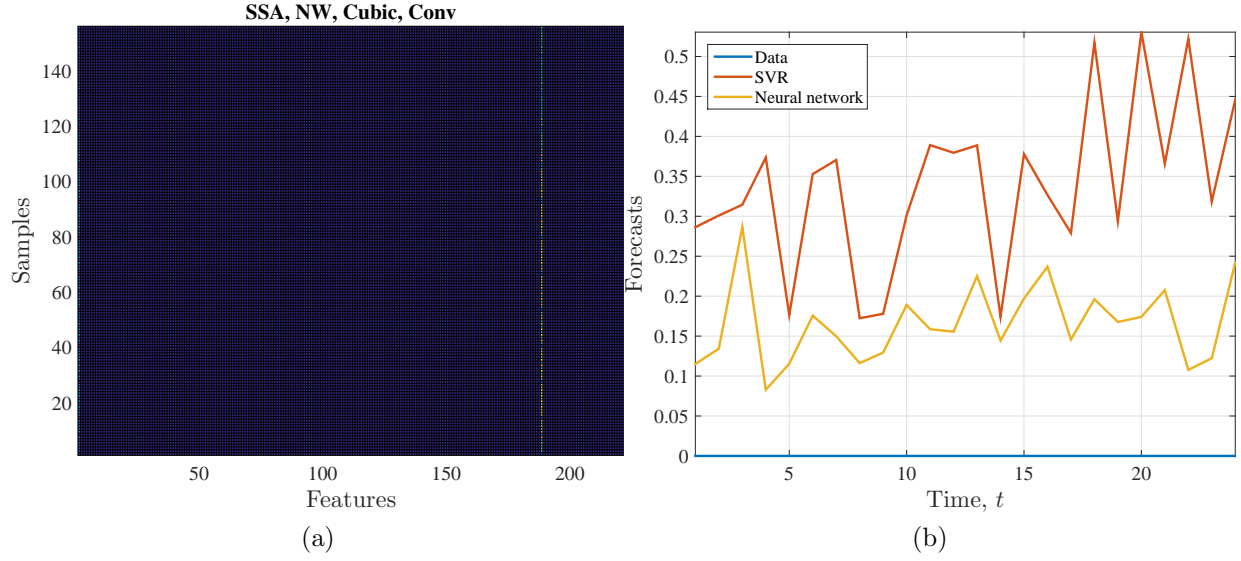 SSA, NW, Cubic, Conv
140
120
100
80
60
40
20
Samples
50 100 150 200
Features
(a)
Data
SVR
Neural network
0.5
0.45
0.4
0.35
0.3
0.25
0.2
0.15
0.1
0.05
0
Forecasts
5 10 15 20
Time, t
(b)